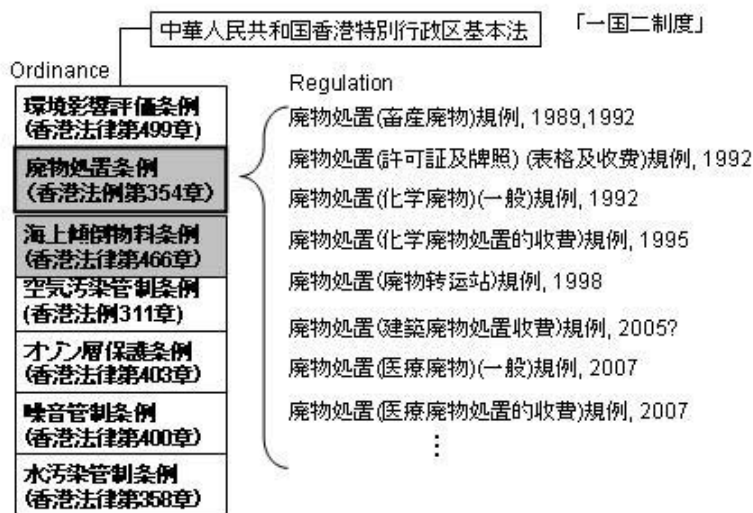 中華人民共和国香港特別行政区基本法
「一国二制度」
Ordinance
環境影響評価条例
(香港法律第499章)
廃物処置条例
(香港法例第354章)
海上傾倒物料条例
(香港法律第466章)
空気汚染管制条例
(香港法例311章)
オゾン層保護条例
(香港法律第403章)
噪音管制条例
(香港法律第400章)
水汚染管制条例
(香港法律第358章)
Regulation
廃物処置(畜産廃物)規例, 1989,1992
廃物処置(許可証及牌照) (表格及收费)規例, 1992
廃物処置(化学廃物)(一般)規例, 1992
廃物処置(化学廃物処置的收費)規例, 1995
廃物処置(廃物转运站)規例, 1998
廃物処置(建築廃物処置收費)規例, 2005?
廃物処置(医療廃物)(一般)規例, 2007
廃物処置(医療廃物処置的收費)規例, 2007
⋮